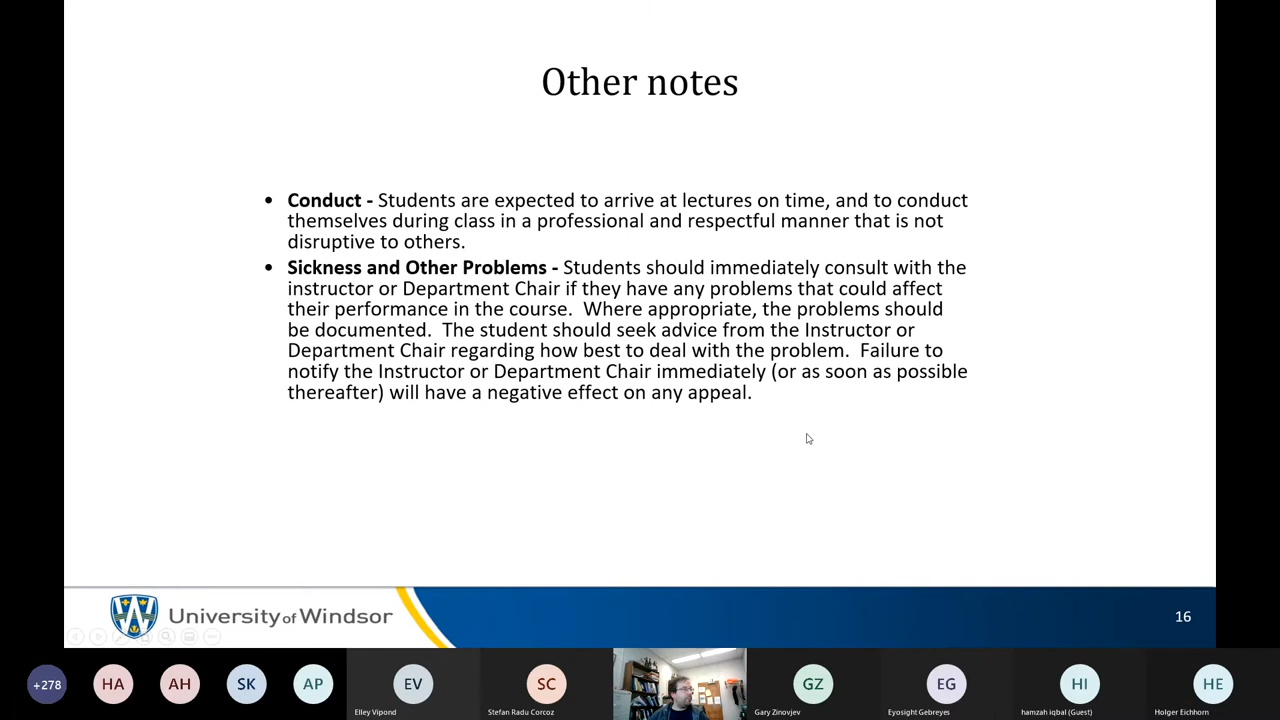 Other notes
• Conduct - Students are expected to arrive at lectures on time, and to conduct
themselves during class in a professional and respectful manner that is not
disruptive to others.
• Sickness and Other Problems - Students should immediately consult with the
instructor or Department Chair if they have any problems that could affect
their performance in the course.  Where appropriate, the problems should
be documented.  The student should seek advice from the Instructor or
Department Chair regarding how best to deal with the problem.  Failure to
notify the Instructor or Department Chair immediately (or as soon as possible
thereafter) will have a negative effect on any appeal.
University of Windsor
16
+278 HA AH SK AP EV SC GZ EG HI HE
Elley Vipond Stefan Radu Corcoz Gary Zinovjev Eyosight Gebreyes hamzah iqbal (Guest) Holger Eichhorn